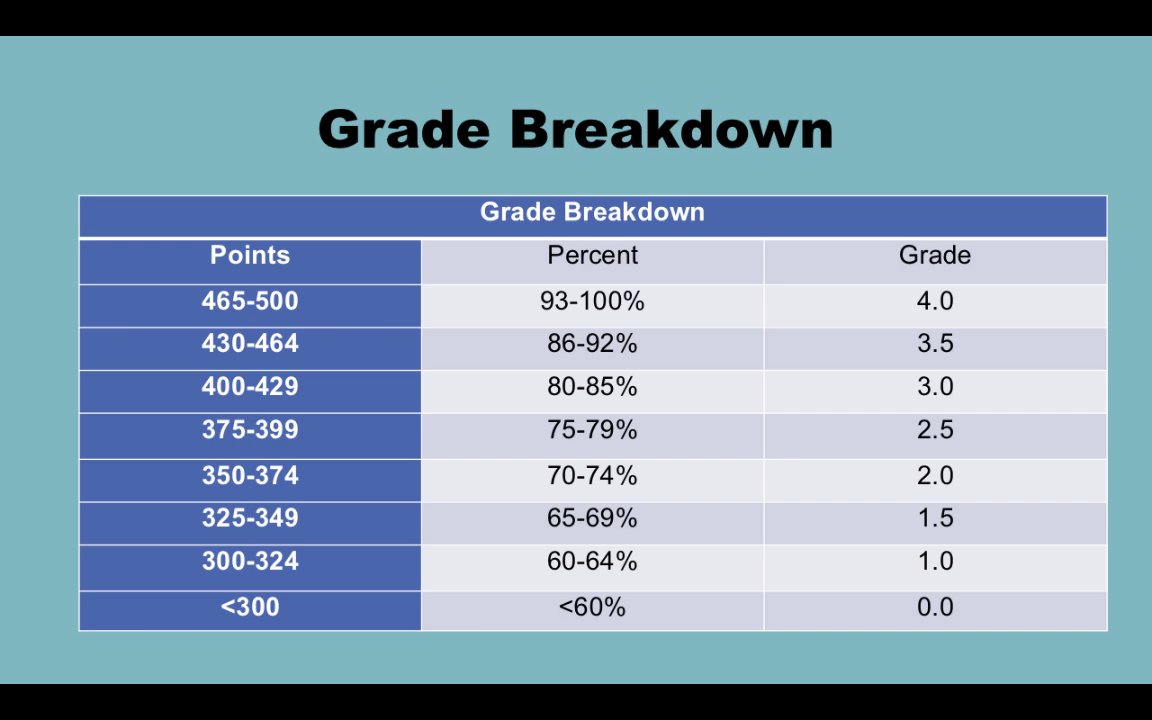 Grade Breakdown
Grade Breakdown
Points Percent Grade
465-500 93-100% 4.0
430-464 86-92% 3.5
400-429 80-85% 3.0
375-399 75-79% 2.5
350-374 70-74% 2.0
325-349 65-69% 1.5
300-324 60-64% 1.0
<300 <60% 0.0